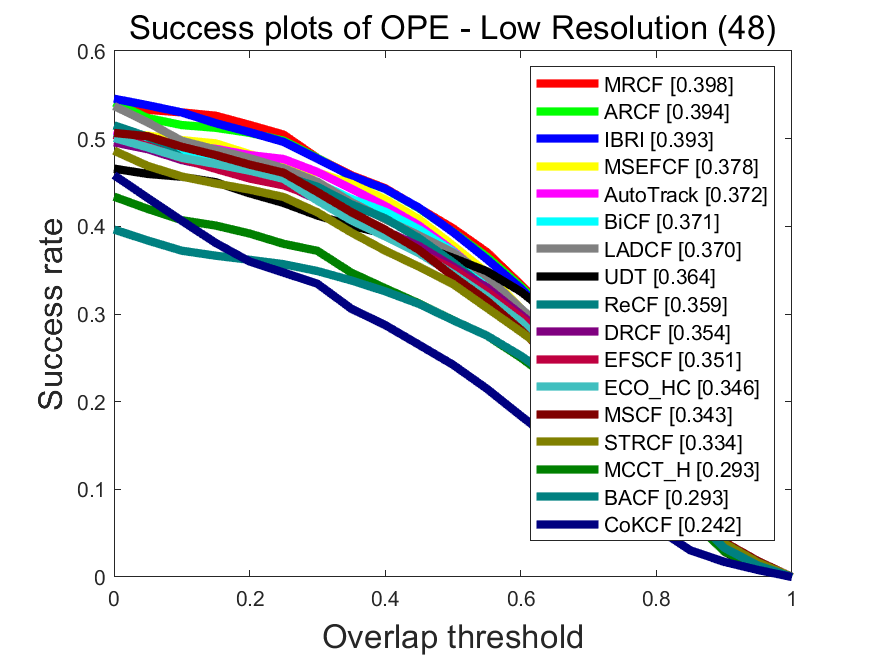 Success plots of OPE - Low Resolution (48)
0.6
0.5
0.4
0.3
0.2
0.1
0
Success rate
MRCF [0.398]
ARCF [0.394]
IBRI [0.393]
MSEFCF [0.378]
AutoTrack [0.372]
BiCF [0.371]
LADCF [0.370]
UDT [0.364]
ReCF [0.359]
DRCF [0.354]
EFSCF [0.351]
ECO_HC [0.346]
MSCF [0.343]
STRCF [0.334]
MCCT_H [0.293]
BACF [0.293]
CoKCF [0.242]
0 0.2 0.4 0.6 0.8 1
Overlap threshold